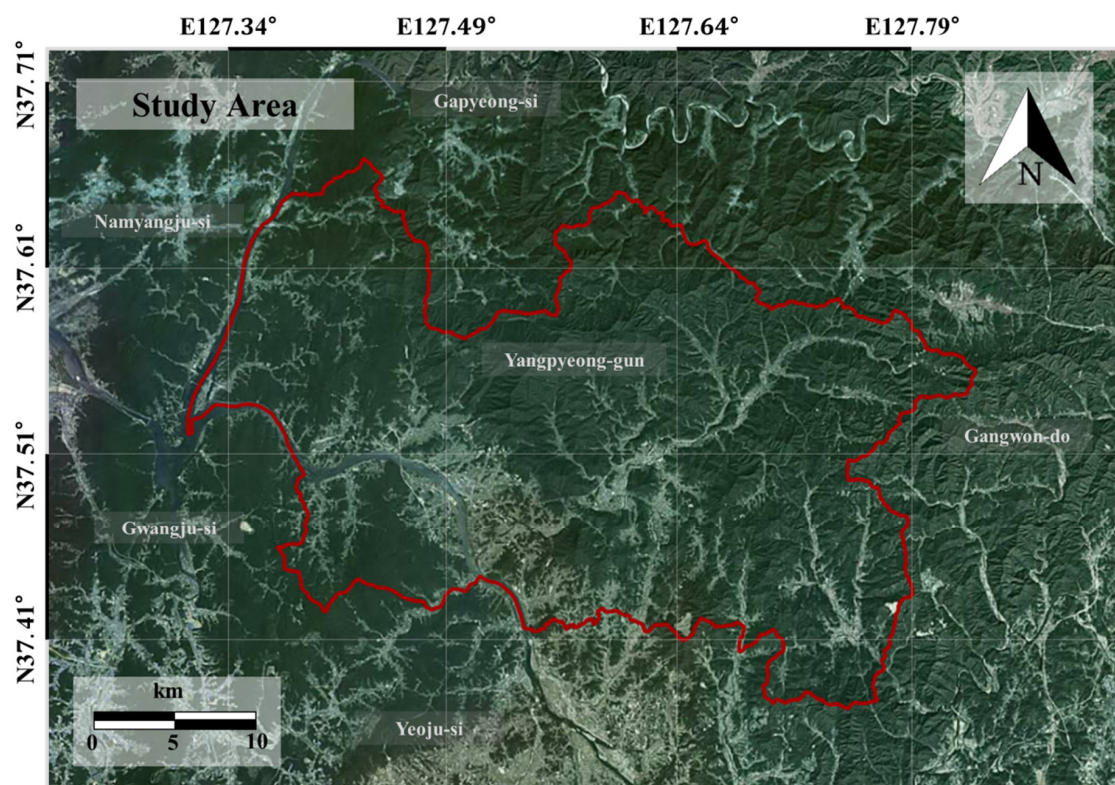 E127.34° E127.49° E127.64° E127.79°
N37.71
Study Area
Gapyeong-si
N
Namyangju-si
N37.61
Yangpyeong-gun
Gangwon-do
N37.51
Gwangju-si
N37.41
km
0 5 10
Yeoju-si